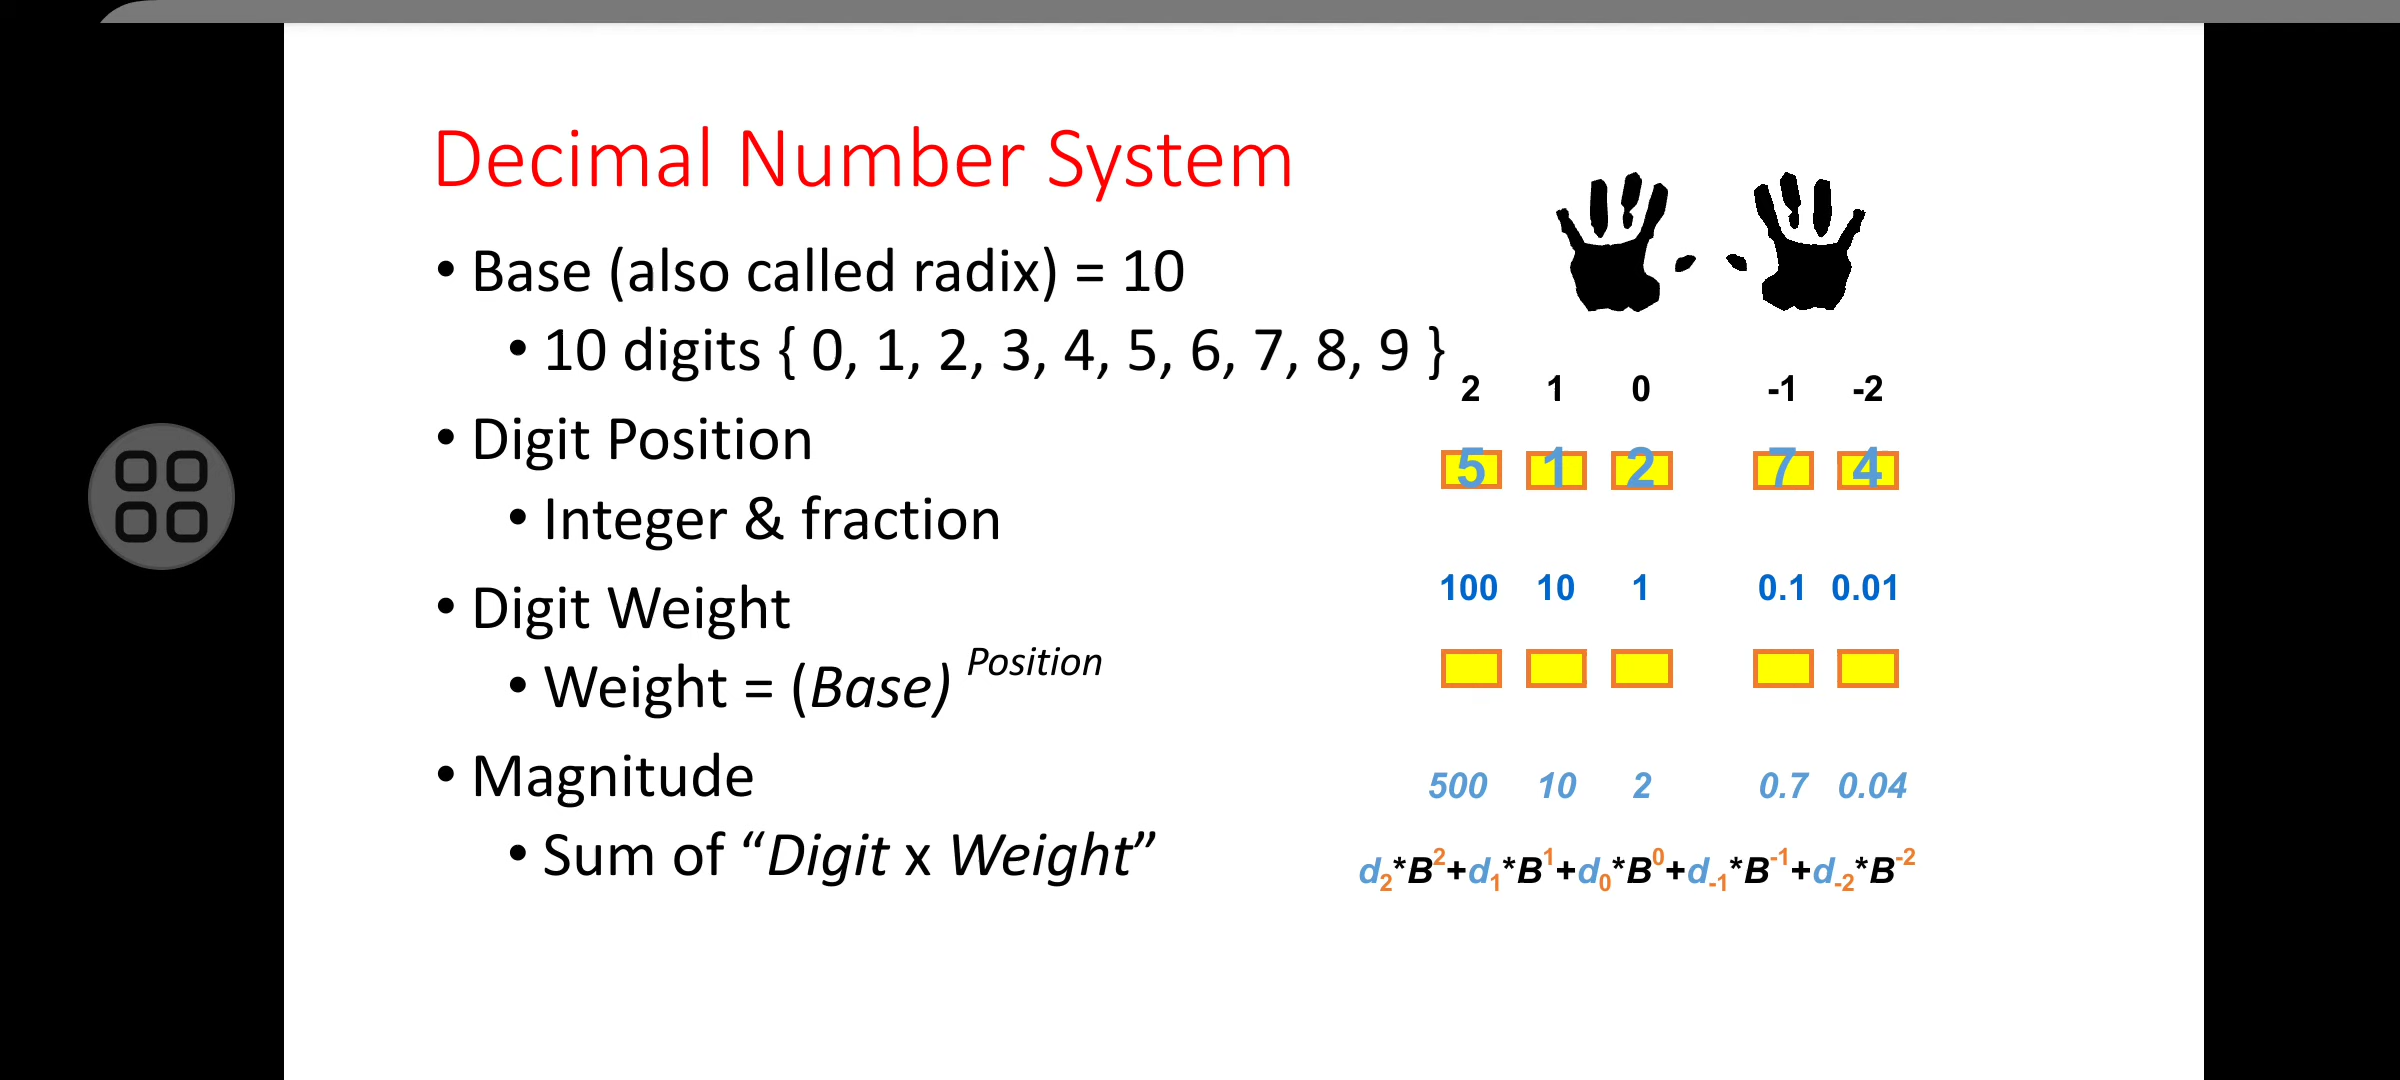 Decimal Number System
• Base (also called radix) = 10
• 10 digits { 0, 1, 2, 3, 4, 5, 6, 7, 8, 9 }
2 1 0 -1 -2
• Digit Position
5 1 2 7 4
• Integer & fraction
100 10 1 0.1 0.01
• Digit Weight
• Weight = (Base) ^Position
• Magnitude
500 10 2 0.7 0.04
• Sum of “Digit x Weight”
d₂*B²+d₁*B¹+d₀*B⁰+d₋₁*B⁻¹+d₋₂*B⁻²